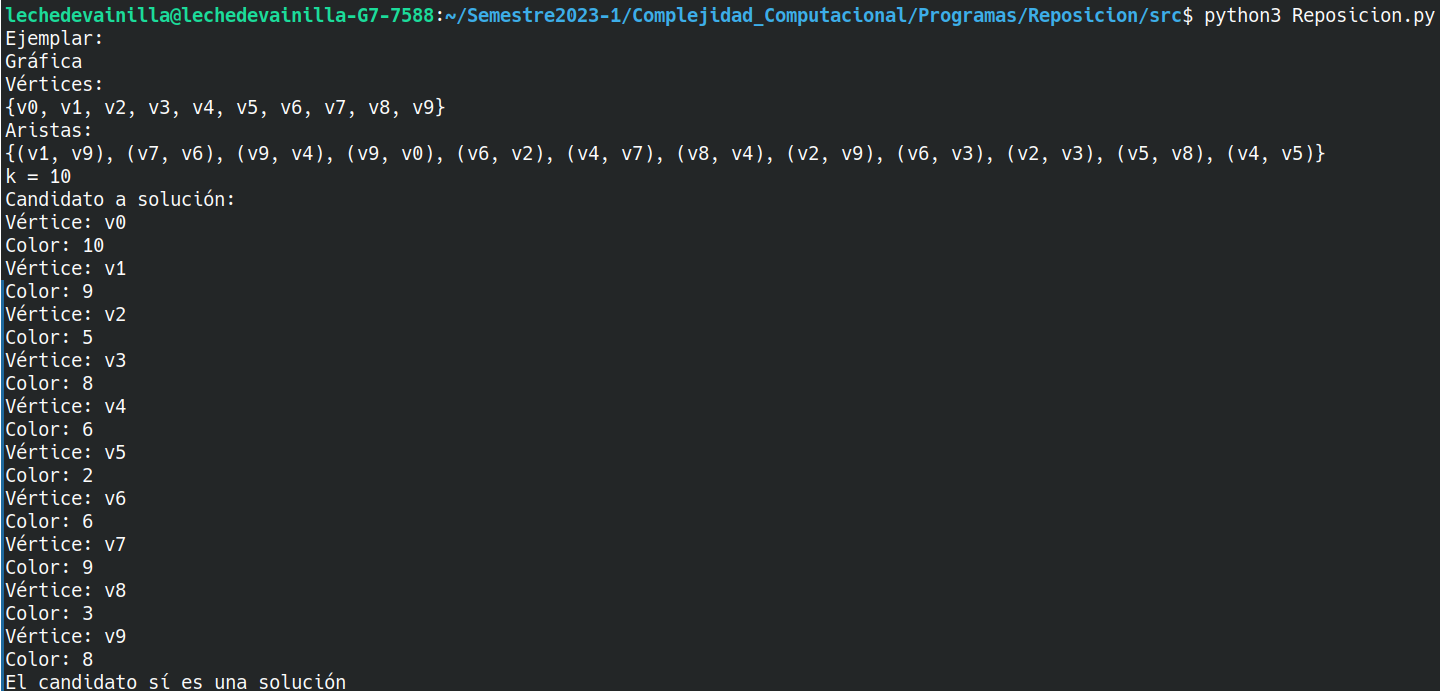 lechedevainilla@lechedevainilla-G7-7588:~/Semestre2023-1/Complejidad_Computacional/Programas/Reposicion/src$ python3 Reposicion.py
Ejemplar:
Gráfica
Vértices:
{v0, v1, v2, v3, v4, v5, v6, v7, v8, v9}
Aristas:
{(v1, v9), (v7, v6), (v9, v4), (v9, v0), (v6, v2), (v4, v7), (v8, v4), (v2, v9), (v6, v3), (v2, v3), (v5, v8), (v4, v5)}
k = 10
Candidato a solución:
Vértice: v0
Color: 10
Vértice: v1
Color: 9
Vértice: v2
Color: 5
Vértice: v3
Color: 8
Vértice: v4
Color: 6
Vértice: v5
Color: 2
Vértice: v6
Color: 6
Vértice: v7
Color: 9
Vértice: v8
Color: 3
Vértice: v9
Color: 8
El candidato sí es una solución